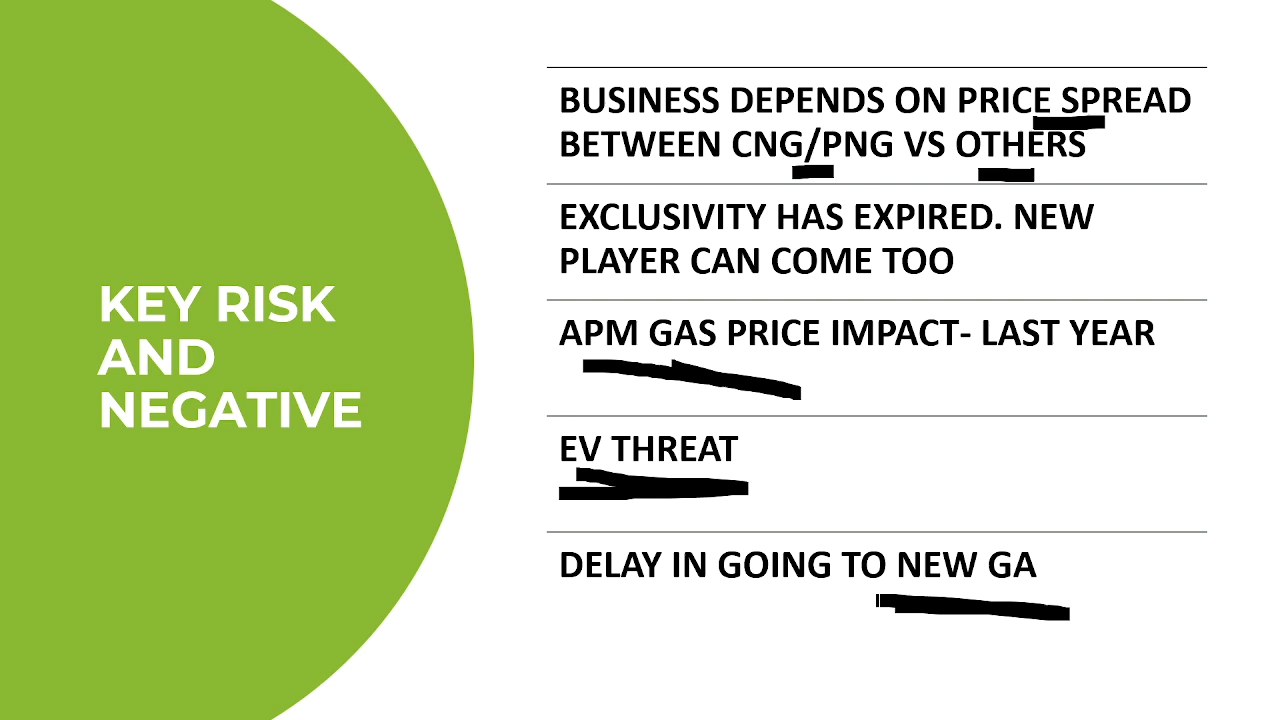 KEY RISK
AND
NEGATIVE
BUSINESS DEPENDS ON PRICE SPREAD
BETWEEN CNG/PNG VS OTHERS
EXCLUSIVITY HAS EXPIRED. NEW
PLAYER CAN COME TOO
APM GAS PRICE IMPACT- LAST YEAR
EV THREAT
DELAY IN GOING TO NEW GA